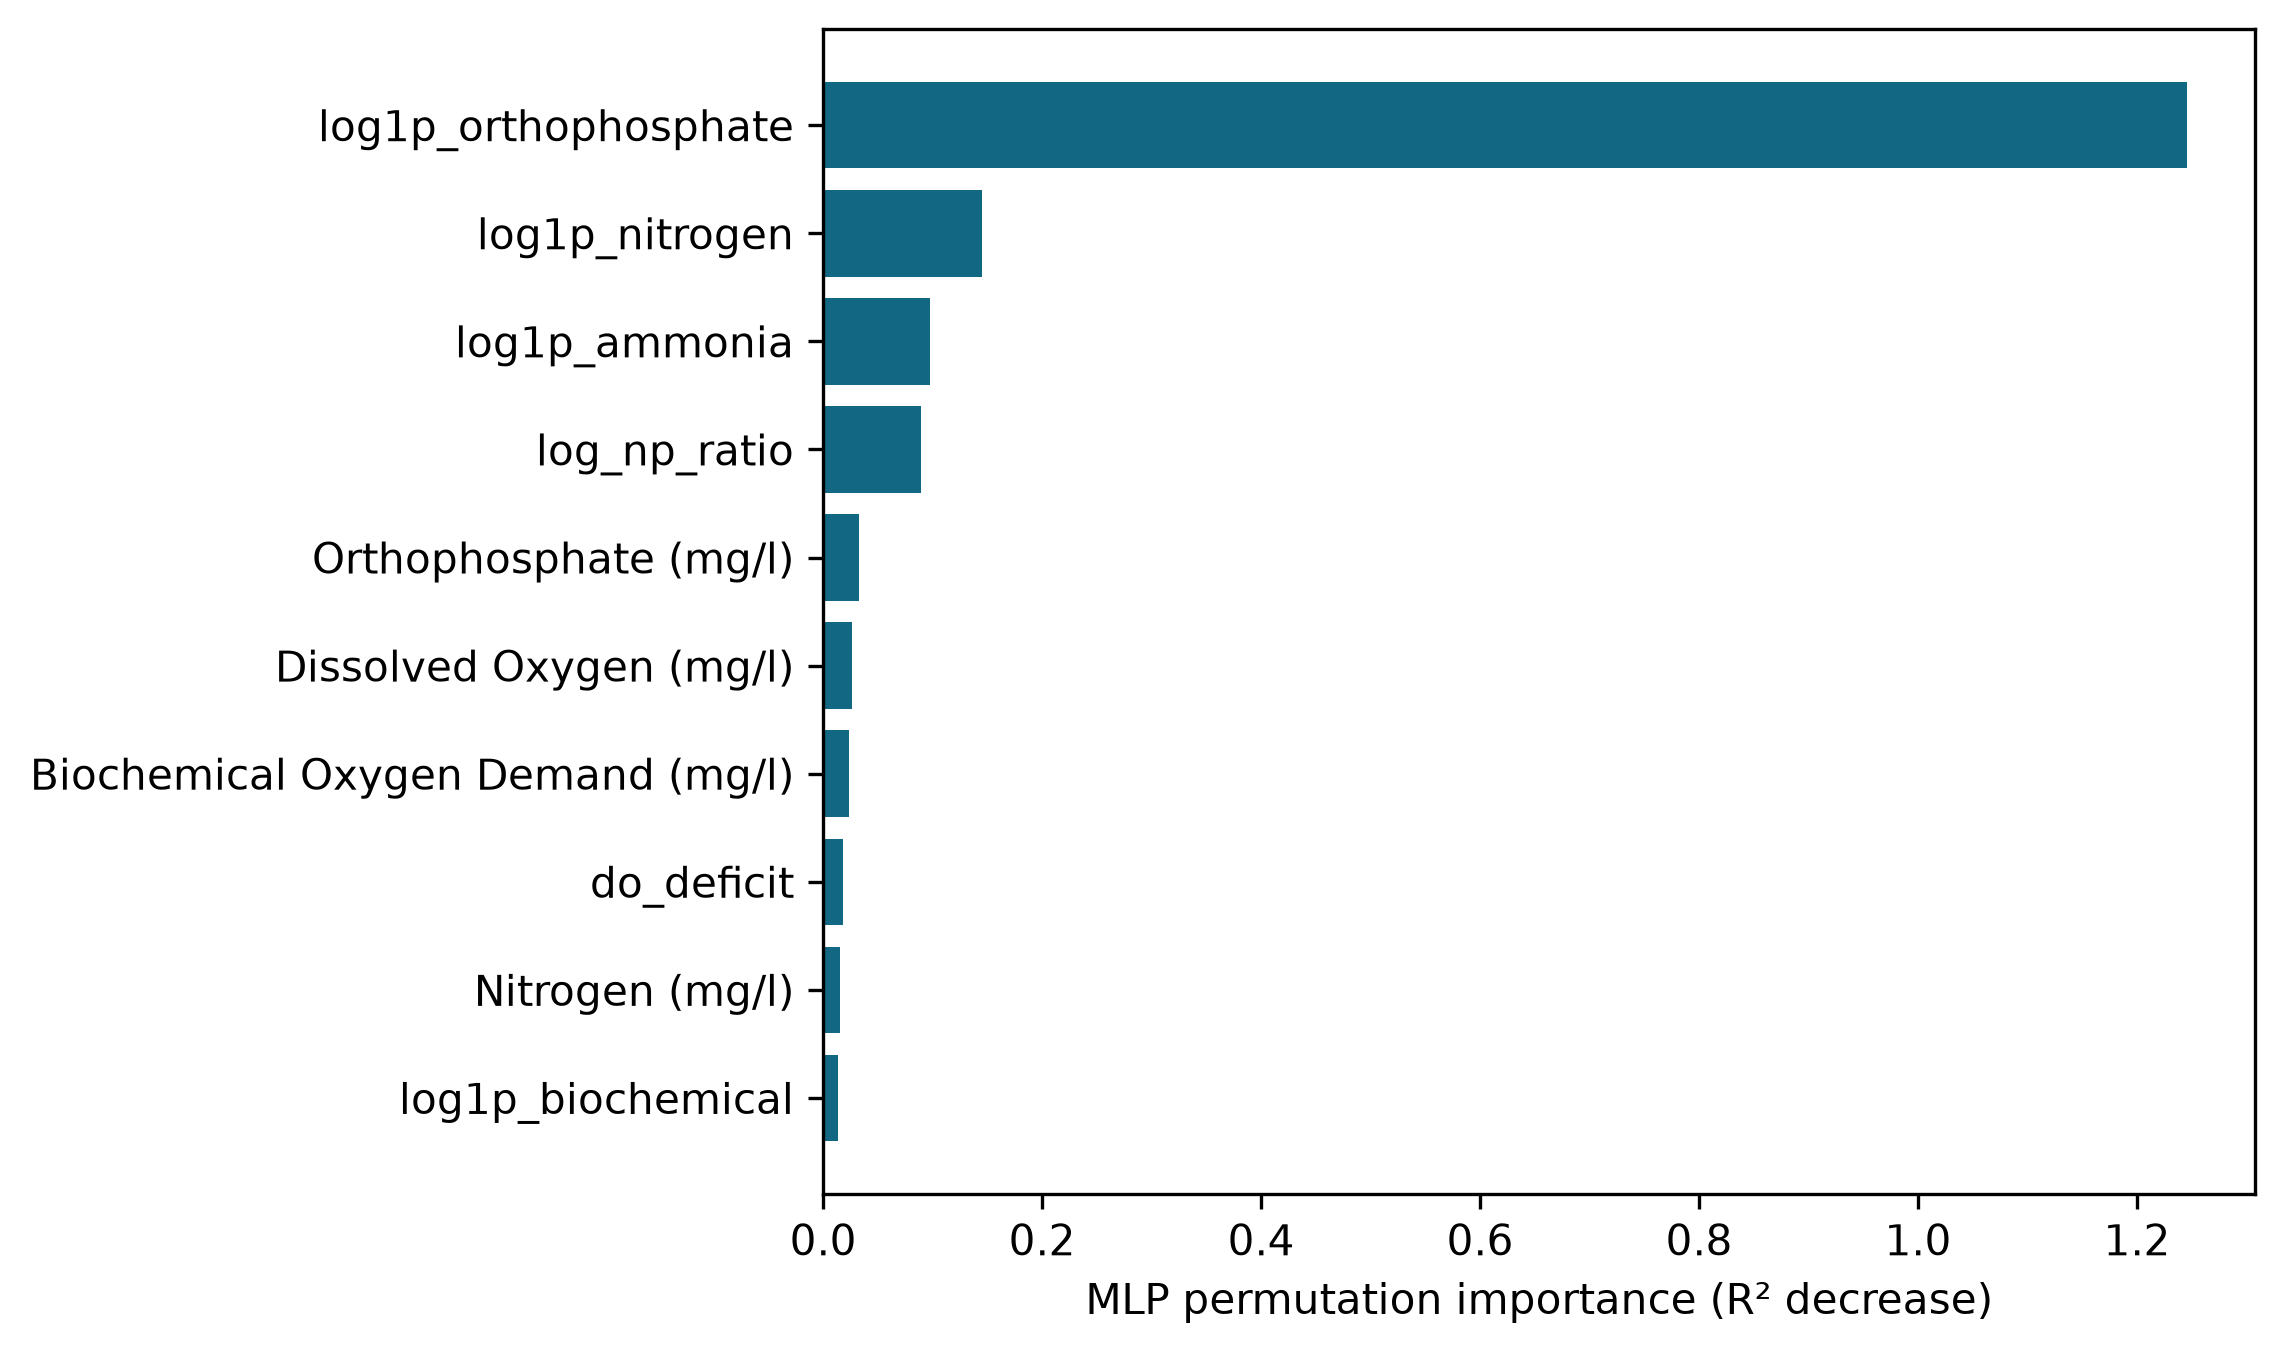 log1p_orthophosphate
log1p_nitrogen
log1p_ammonia
log_np_ratio
Orthophosphate (mg/l)
Dissolved Oxygen (mg/l)
Biochemical Oxygen Demand (mg/l)
do_deficit
Nitrogen (mg/l)
log1p_biochemical
0.0 0.2 0.4 0.6 0.8 1.0 1.2
MLP permutation importance (R² decrease)